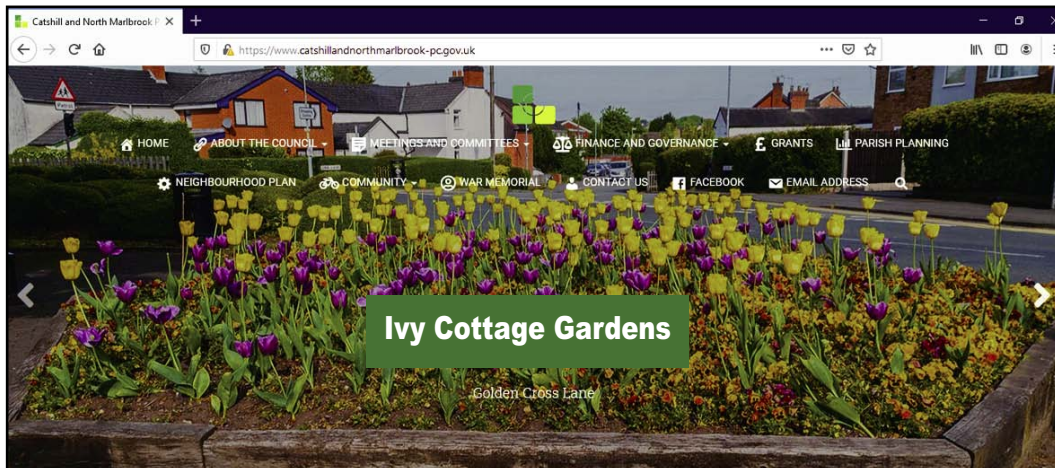 Catshill and North Marlbrook P
https://www.catshillandnorthmarlbrook-pc.gov.uk
HOME ABOUT THE COUNCIL MEETINGS AND COMMITTEES FINANCE AND GOVERNANCE £ GRANTS PARISH PLANNING
NEIGHBOURHOOD PLAN COMMUNITY WAR MEMORIAL CONTACT US FACEBOOK EMAIL ADDRESS
Ivy Cottage Gardens
Golden Cross Lane